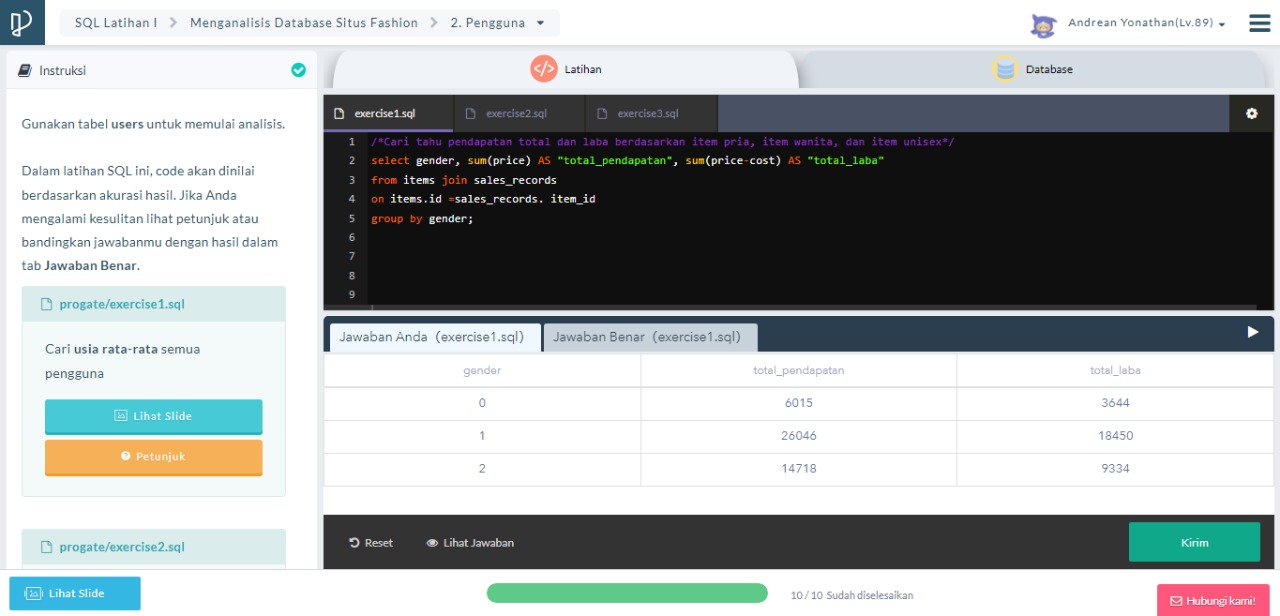 SQL Latihan I
Menganalisis Database Situs Fashion
2. Pengguna
Andrean Yonathan(Lv.89)
Instruksi
Gunakan tabel users untuk memulai analisis.
Dalam latihan SQL ini, code akan dinilai
berdasarkan akurasi hasil. Jika Anda
mengalami kesulitan lihat petunjuk atau
bandingkan jawabanmu dengan hasil dalam
tab Jawaban Benar.
progate/exercise1.sql
Cari usia rata-rata semua
pengguna
Lihat Slide
Petunjuk
progate/exercise2.sql
Latihan
Database
exercise1.sql
exercise2.sql
exercise3.sql
1 /*Cari tahu pendapatan total dan laba berdasarkan item pria, item wanita, dan item unisex*/
2 select gender, sum(price) AS "total_pendapatan", sum(price-cost) AS "total_laba"
3 from items join sales_records
4 on items.id =sales_records. item_id
5 group by gender;
6
7
8
9
Jawaban Anda (exercise1.sql)
Jawaban Benar (exercise1.sql)
gender total_pendapatan total_laba
0 6015 3644
1 26046 18450
2 14718 9334
Reset
Lihat Jawaban
Kirim
Lihat Slide
10 / 10 Sudah diselesaikan
Hubungi kami!